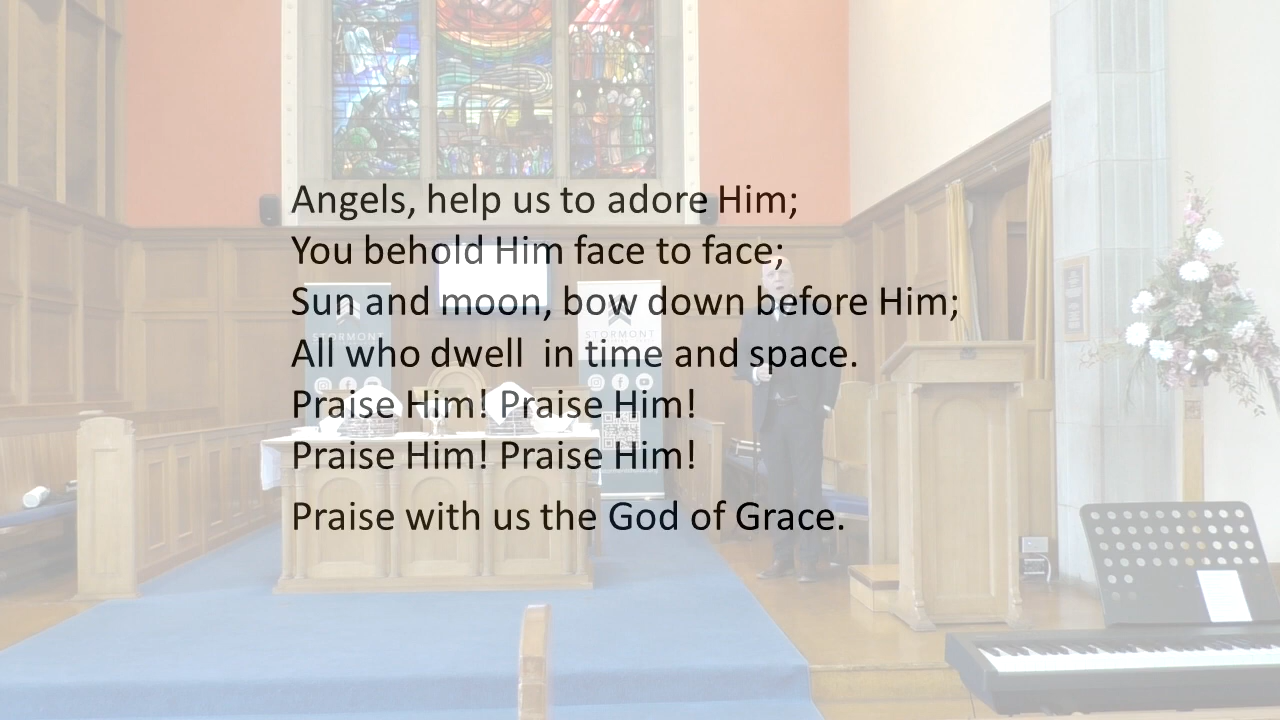 Angels, help us to adore Him;
You behold Him face to face;
Sun and moon, bow down before Him;
All who dwell  in time and space.
Praise Him! Praise Him!
Praise Him! Praise Him!
Praise with us the God of Grace.
STORMONT
STORMONT